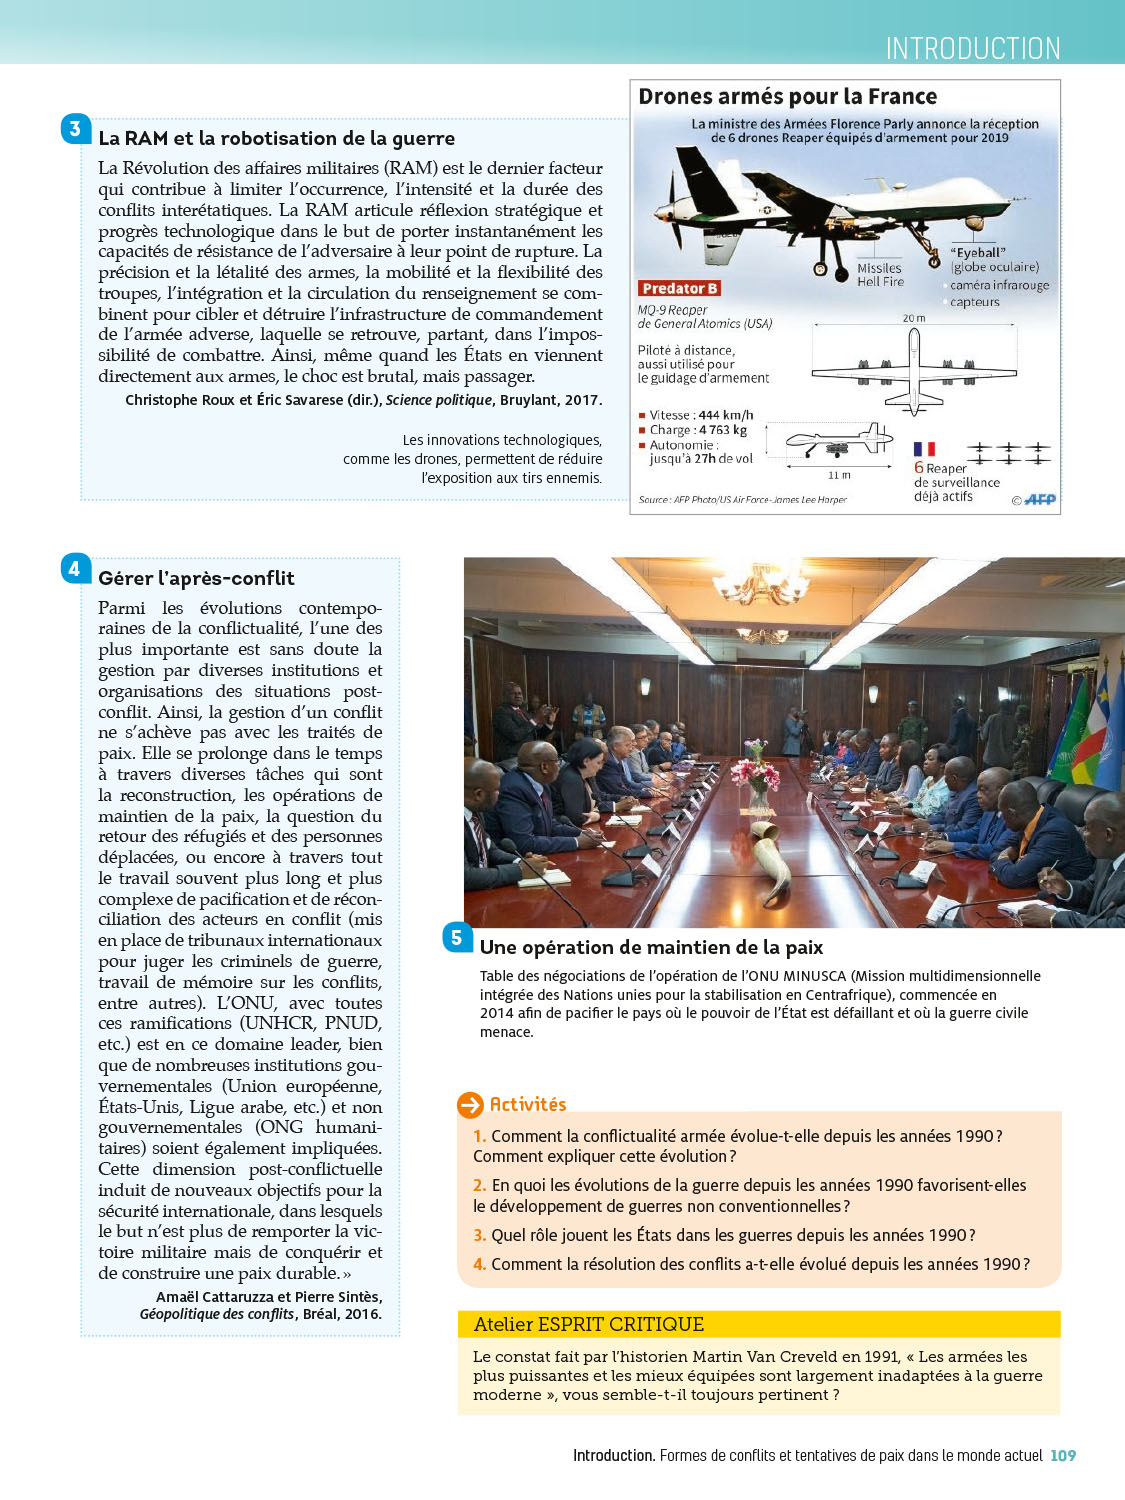 INTRODUCTION
3
La RAM et la robotisation de la guerre
La Révolution des affaires militaires (RAM) est le dernier facteur
qui contribue à limiter l'occurrence, l'intensité et la durée des
conflits interétatiques. La RAM articule réflexion stratégique et
progrès technologique dans le but de porter instantanément les
capacités de résistance de l'adversaire à leur point de rupture. La
précision et la létalité des armes, la mobilité et la flexibilité des
troupes, l'intégration et la circulation du renseignement se com-
binent pour cibler et détruire l'infrastructure de commandement
de l'armée adverse, laquelle se retrouve, partant, dans l'impos-
sibilité de combattre. Ainsi, même quand les États en viennent
directement aux armes, le choc est brutal, mais passager.
Christophe Roux et Éric Savarese (dir.), Science politique, Bruylant, 2017.
Les innovations technologiques,
comme les drones, permettent de réduire
l'exposition aux tirs ennemis.
Drones armés pour la France
La ministre des Armées Florence Parly annonce la réception
de 6 drones Reaper équipés d'armement pour 2019
Missiles
Hell Fire
"Eyeball"
(globe oculaire)
• caméra infrarouge
• capteurs
Predator B
MQ-9 Reaper
de General Atomics (USA)
20 m
Piloté à distance,
aussi utilisé pour
le guidage d'armement
■ Vitesse : 444 km/h
■ Charge : 4 763 kg
■ Autonomie :
jusqu'à 27h de vol
11 m
6 Reaper
de surveillance
déjà actifs
Source : AFP Photo/US Air Force-James Lee Harper
© AFP
4
Gérer l'après-conflit
Parmi les évolutions contempo-
raines de la conflictualité, l'une des
plus importante est sans doute la
gestion par diverses institutions et
organisations des situations post-
conflit. Ainsi, la gestion d'un conflit
ne s'achève pas avec les traités de
paix. Elle se prolonge dans le temps
à travers diverses tâches qui sont
la reconstruction, les opérations de
maintien de la paix, la question du
retour des réfugiés et des personnes
déplacées, ou encore à travers tout
le travail souvent plus long et plus
complexe de pacification et de récon-
ciliation des acteurs en conflit (mis
en place de tribunaux internationaux
pour juger les criminels de guerre,
travail de mémoire sur les conflits,
entre autres). L'ONU, avec toutes
ces ramifications (UNHCR, PNUD,
etc.) est en ce domaine leader, bien
que de nombreuses institutions gou-
vernementales (Union européenne,
États-Unis, Ligue arabe, etc.) et non
gouvernementales (ONG humani-
taires) soient également impliquées.
Cette dimension post-conflictuelle
induit de nouveaux objectifs pour la
sécurité internationale, dans lesquels
le but n'est plus de remporter la vic-
toire militaire mais de conquérir et
de construire une paix durable. »
Amaël Cattaruzza et Pierre Sintès,
Géopolitique des conflits, Bréal, 2016.
5
Une opération de maintien de la paix
Table des négociations de l'opération de l'ONU MINUSCA (Mission multidimensionnelle
intégrée des Nations unies pour la stabilisation en Centrafrique), commencée en
2014 afin de pacifier le pays où le pouvoir de l'État est défaillant et où la guerre civile
menace.
Activités
1. Comment la conflictualité armée évolue-t-elle depuis les années 1990 ?
Comment expliquer cette évolution ?
2. En quoi les évolutions de la guerre depuis les années 1990 favorisent-elles
le développement de guerres non conventionnelles ?
3. Quel rôle jouent les États dans les guerres depuis les années 1990 ?
4. Comment la résolution des conflits a-t-elle évolué depuis les années 1990 ?
Atelier ESPRIT CRITIQUE
Le constat fait par l'historien Martin Van Creveld en 1991, « Les armées les
plus puissantes et les mieux équipées sont largement inadaptées à la guerre
moderne », vous semble-t-il toujours pertinent ?
Introduction. Formes de conflits et tentatives de paix dans le monde actuel 109